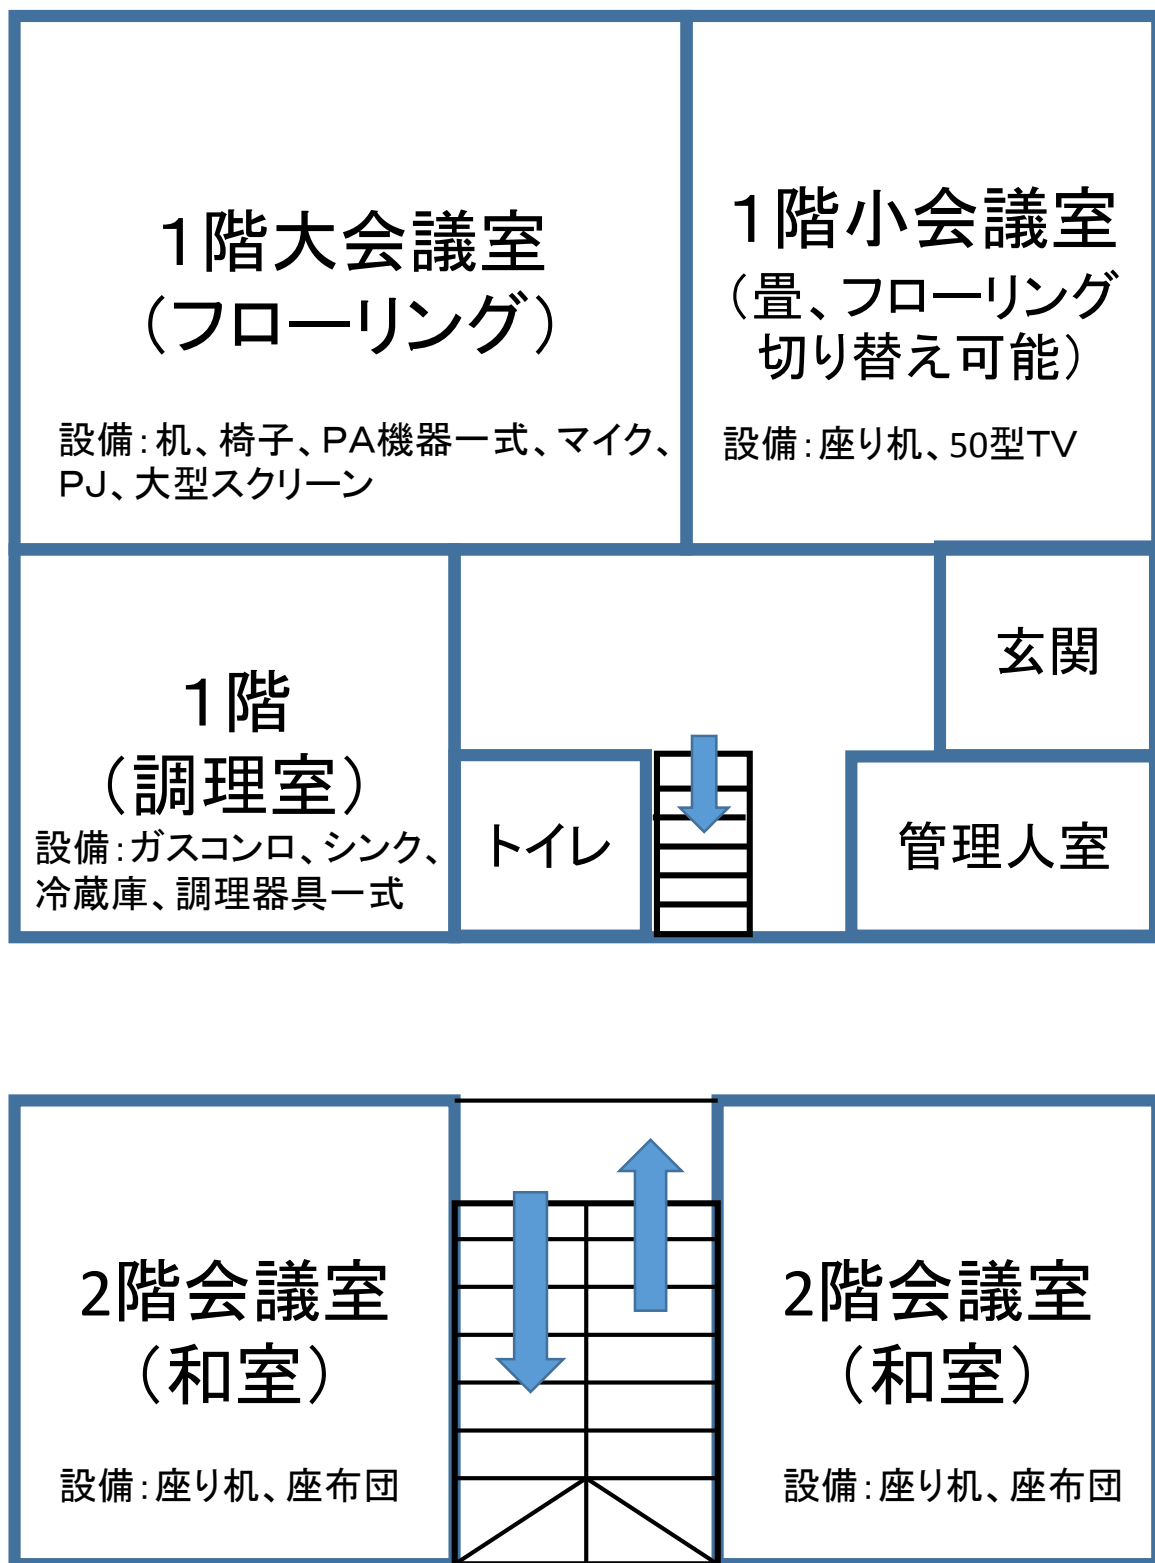 １階大会議室
（フローリング）
設備：机、椅子、PA機器一式、マイク、
PJ、大型スクリーン
１階小会議室
（畳、フローリング
切り替え可能）
設備：座り机、50型TV
１階
（調理室）
設備：ガスコンロ、シンク、
冷蔵庫、調理器具一式
トイレ
玄関
管理人室
2階会議室
（和室）
設備：座り机、座布団
2階会議室
（和室）
設備：座り机、座布団